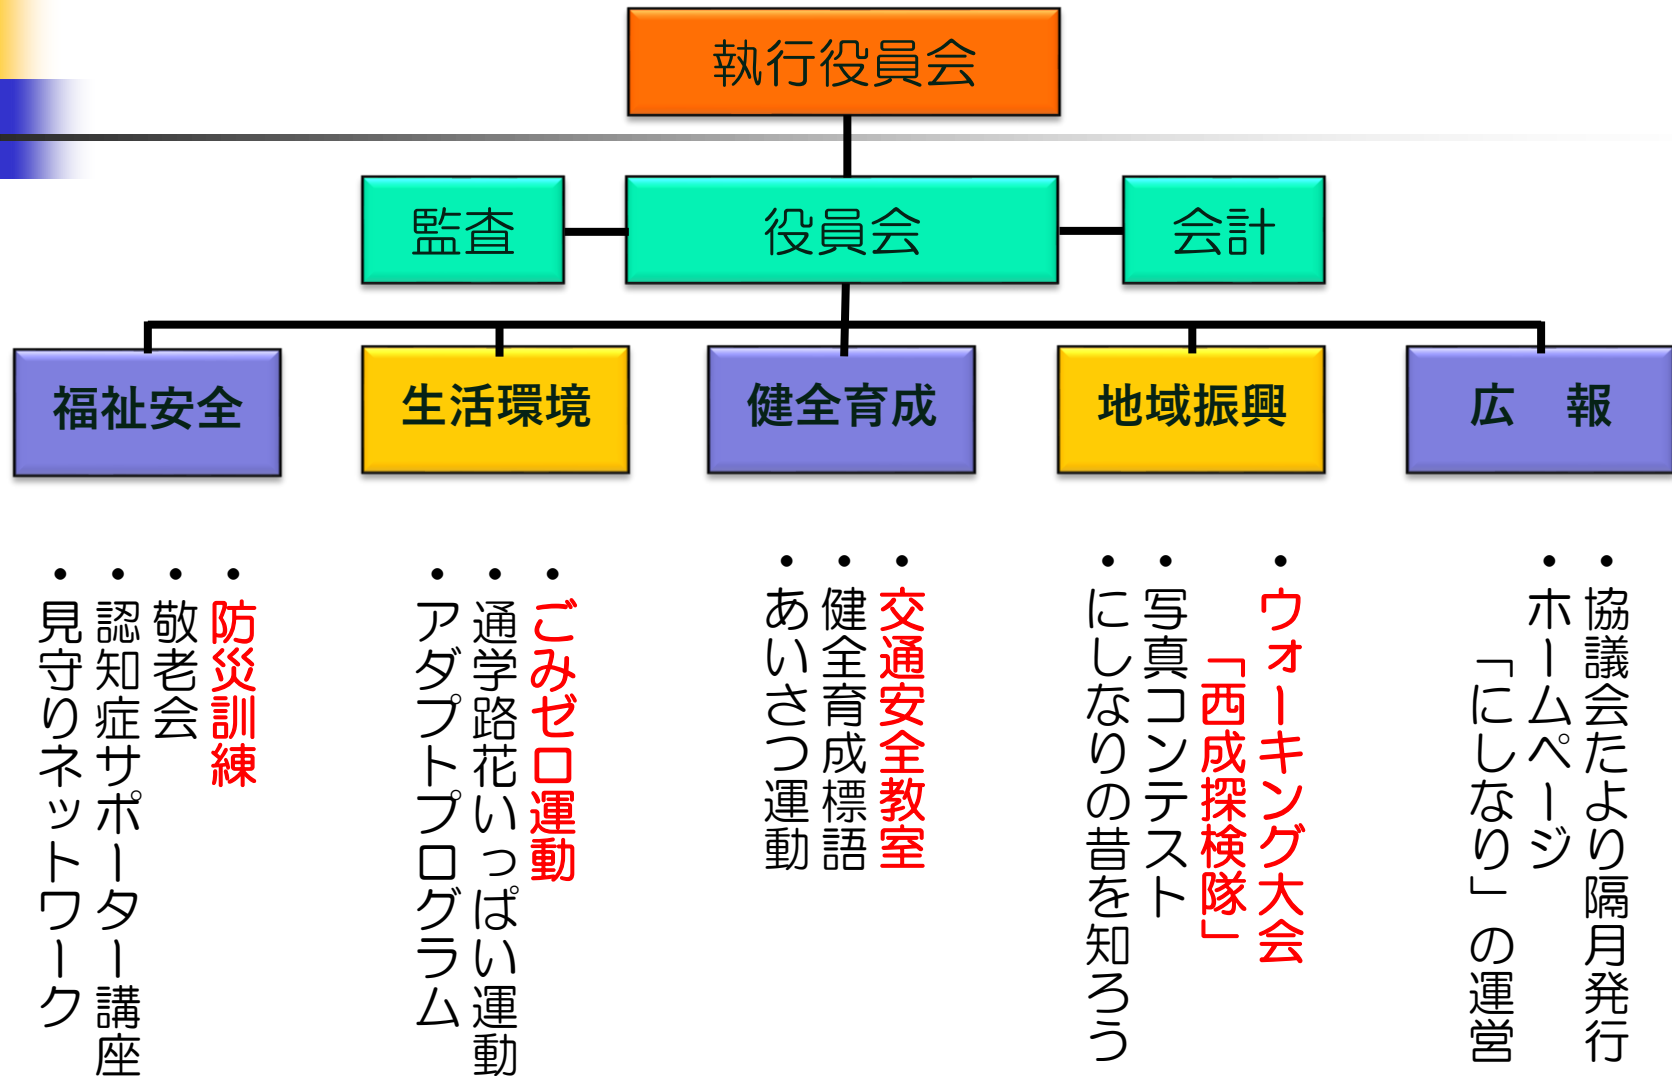 執行役員会
監査
役員会
会計
福祉安全
生活環境
健全育成
地域振興
広　報
・防災訓練
・敬老会
・認知症サポーター講座
・見守りネットワーク
・ごみゼロ運動
・通学路花いっぱい運動
・アダプトプログラム
・交通安全教室
・健全育成標語
・あいさつ運動
・ウォーキング大会
「西成探検隊」
・写真コンテスト
・にしなりの昔を知ろう
・協議会たより隔月発行
・ホームページ
「にしなり」の運営